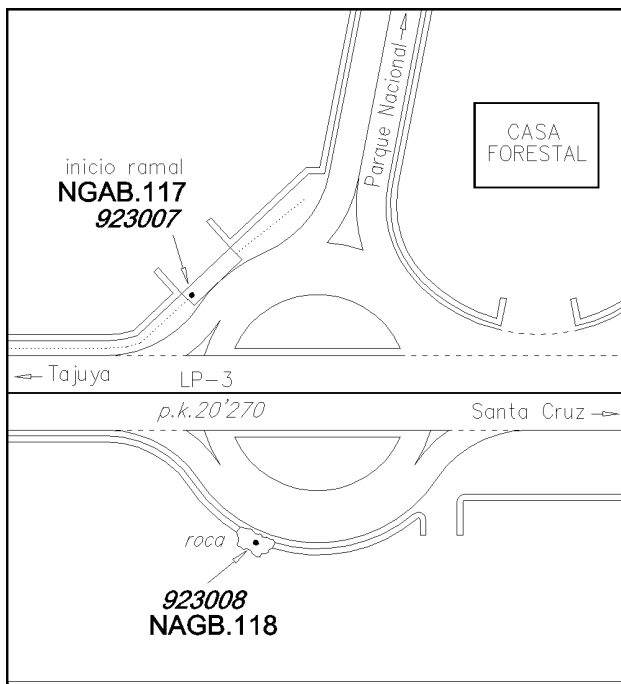 Parque Nacional
CASA
FORESTAL
inicio ramal
NGAB.117
923007
Tajuya
LP-3
p.k.20'270
Santa Cruz
roca
923008
NAGB.118